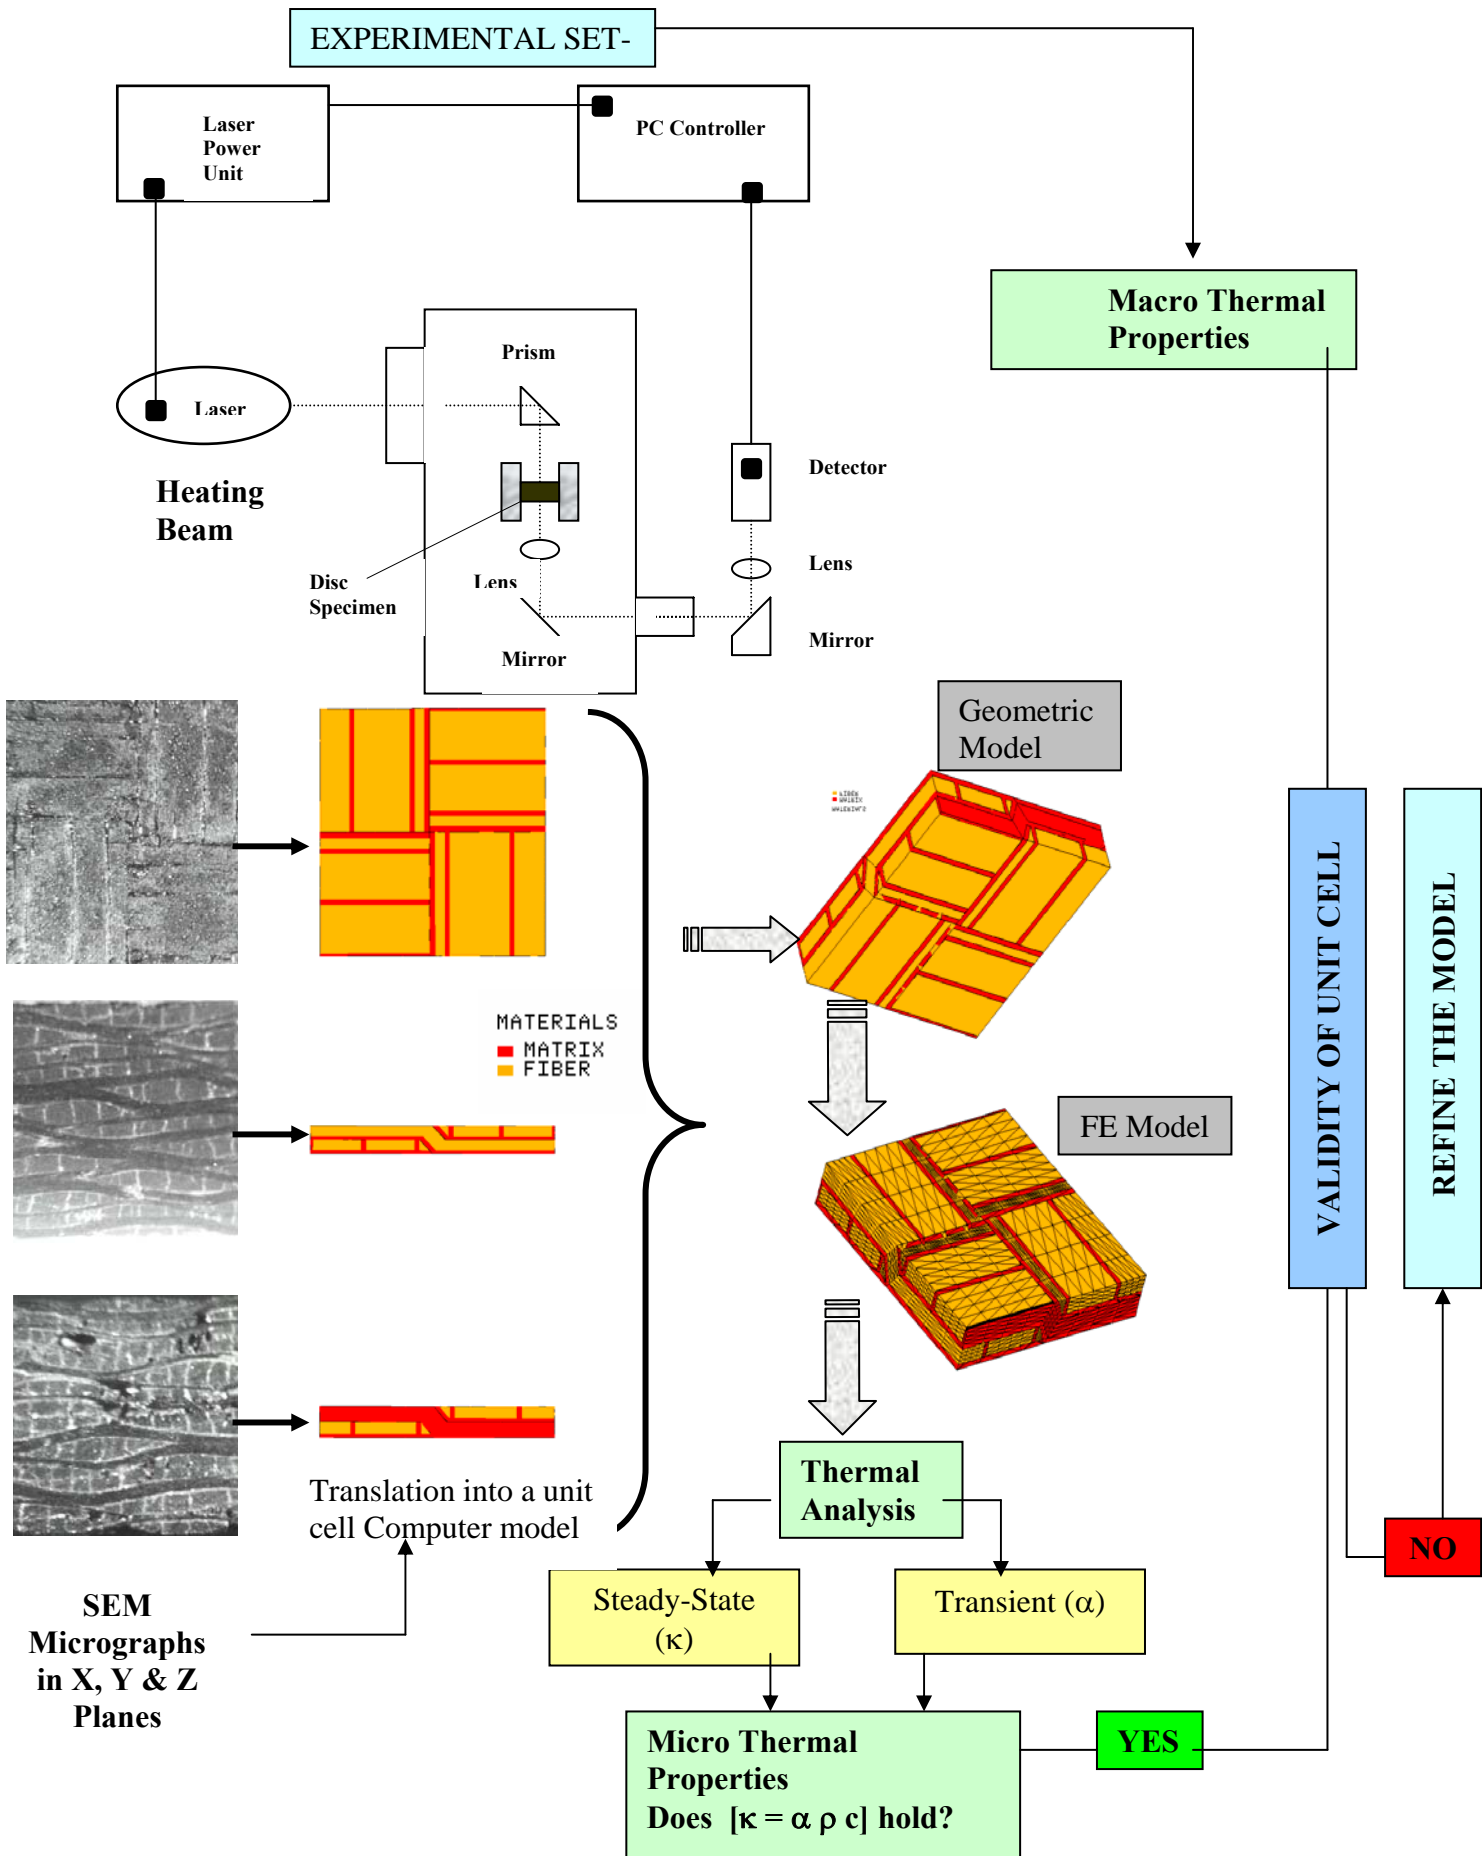 EXPERIMENTAL SET-
Laser
Power
Unit
PC Controller
Macro Thermal
Properties
Prism
Laser
Heating
Beam
Detector
Disc
Specimen
Lens
Lens
Mirror
Mirror
Geometric
Model
FIBER
MATRIX
MATERIALS
MATERIALS
MATRIX
FIBER
FE Model
VALIDITY OF UNIT CELL
REFINE THE MODEL
Translation into a unit
cell Computer model
Thermal
Analysis
NO
SEM
Micrographs
in X, Y & Z
Planes
Steady-State
(κ)
Transient (α)
Micro Thermal
Properties
Does [κ = α ρ c] hold?
YES